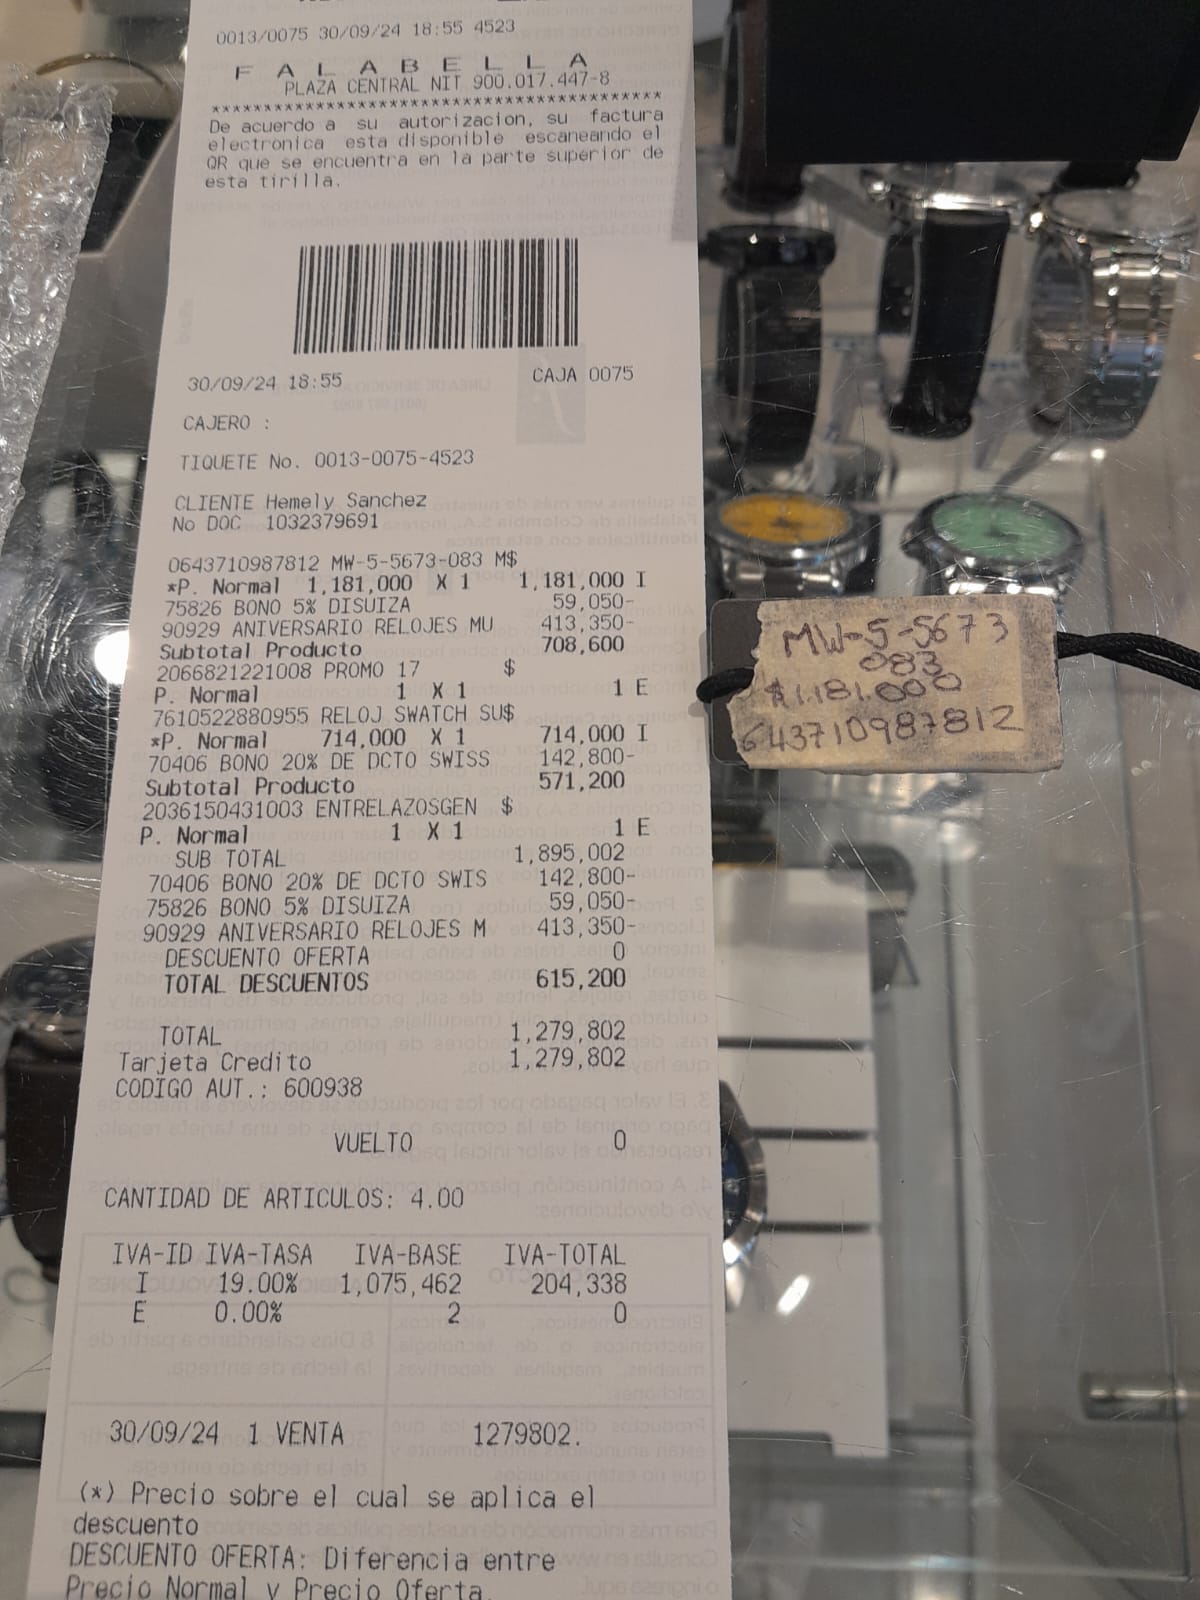 0013/0075 30/09/24 18:55 4523
F A L A B E L L A
PLAZA CENTRAL NIT 900.017.447-8
******************************************
De acuerdo a su autorizacion, su factura
electronica esta disponible escaneando el
QR que se encuentra en la parte superior de
esta tirilla.
30/09/24 18:55 CAJA 0075
CAJERO :
TIQUETE No. 0013-0075-4523
CLIENTE Hemely Sanchez
No DOC 1032379691
0643710987812 MW-5-5673-083 M$
*P. Normal 1,181,000 X 1 1,181,000 I
75826 BONO 5% DISUIZA 59,050-
90929 ANIVERSARIO RELOJES MU 413,350-
Subtotal Producto 708,600
2066821221008 PROMO 17 $
P. Normal 1 X 1 1 E
7610522880955 RELOJ SWATCH SU$
*P. Normal 714,000 X 1 714,000 I
70406 BONO 20% DE DCTO SWISS 142,800-
Subtotal Producto 571,200
2036150431003 ENTRELAZOSGEN $
P. Normal 1 X 1 1 E
SUB TOTAL 1,895,002
70406 BONO 20% DE DCTO SWIS 142,800-
75826 BONO 5% DISUIZA 59,050-
90929 ANIVERSARIO RELOJES M 413,350-
DESCUENTO OFERTA 0
TOTAL DESCUENTOS 615,200
TOTAL 1,279,802
Tarjeta Credito 1,279,802
CODIGO AUT.: 600938
VUELTO 0
CANTIDAD DE ARTICULOS: 4.00
IVA-ID IVA-TASA IVA-BASE IVA-TOTAL
I 19.00% 1,075,462 204,338
E 0.00% 2 0
30/09/24 1 VENTA 1279802.
(*) Precio sobre el cual se aplica el
descuento
DESCUENTO OFERTA: Diferencia entre
Precio Normal y Precio Oferta.
MW-5-5673
083
$1.181.000
643710987812